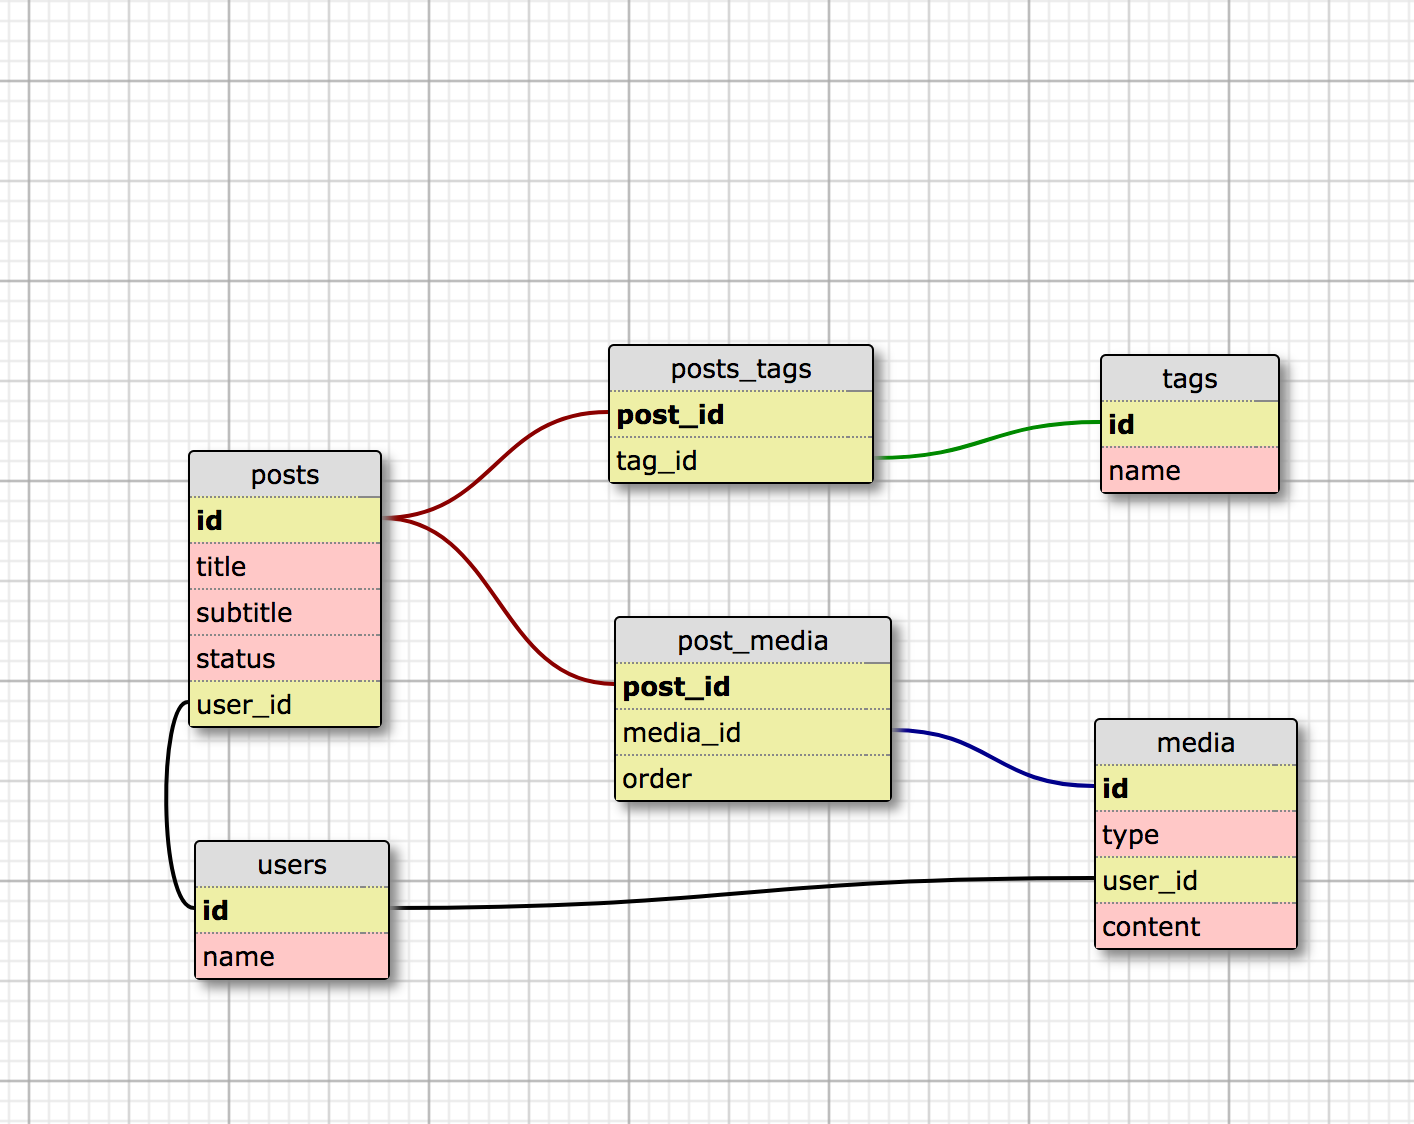 posts_tags
post_id
tag_id
tags
id
name
posts
id
title
subtitle
status
user_id
post_media
post_id
media_id
order
media
id
type
user_id
content
users
id
name